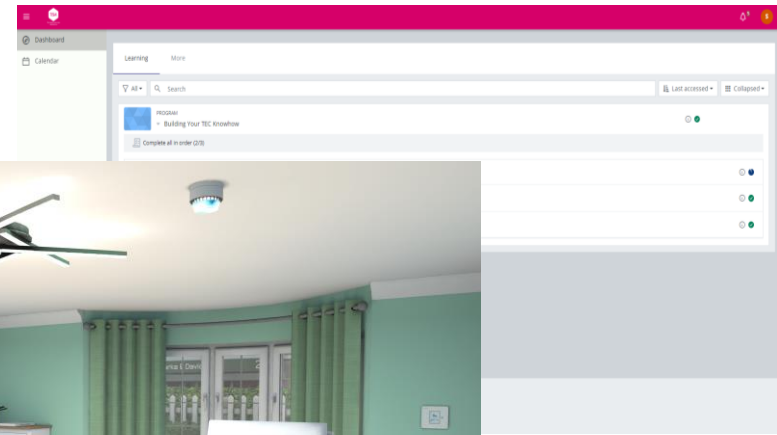 Dashboard
Calendar
Learning More
All
Search
Last accessed
Collapsed
PROGRAM
Building Your TEC Knowhow
Complete all in order (2/3)